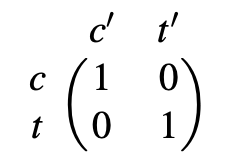 c′ t′
c ( 1 0 )
t ( 0 1 )